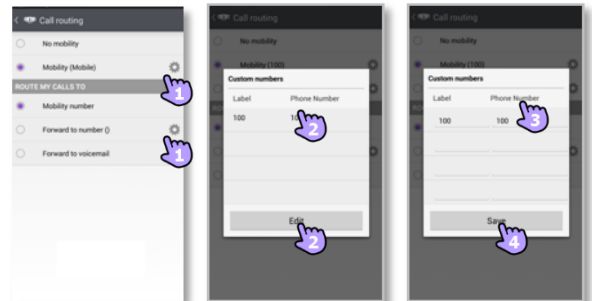 Call routing
No mobility
Mobility (Mobile)
1
ROUTE MY CALLS TO
Mobility number
Forward to number ()
1
Forward to voicemail
Call routing
No mobility
Mobility (100)
Custom numbers
Label Phone Number
100 10
2
Edit
2
Call routing
No mobility
Mobility (100)
Custom numbers
Label Phone Number
100 100
3
Save
4